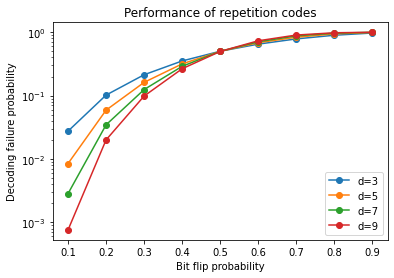 Performance of repetition codes
Decoding failure probability
10⁰
10⁻¹
10⁻²
10⁻³
d=3
d=5
d=7
d=9
0.1 0.2 0.3 0.4 0.5 0.6 0.7 0.8 0.9
Bit flip probability